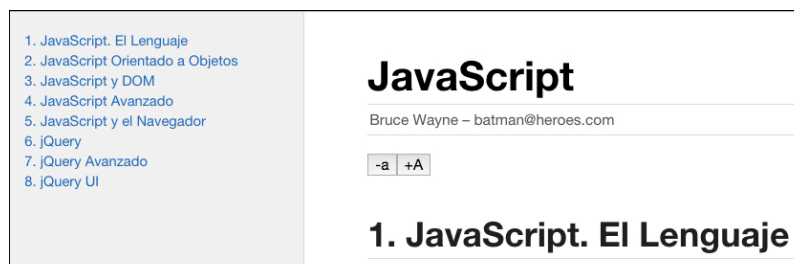 1. JavaScript. El Lenguaje
2. JavaScript Orientado a Objetos
3. JavaScript y DOM
4. JavaScript Avanzado
5. JavaScript y el Navegador
6. jQuery
7. jQuery Avanzado
8. jQuery UI
JavaScript
Bruce Wayne – batman@heroes.com
-a +A
1. JavaScript. El Lenguaje